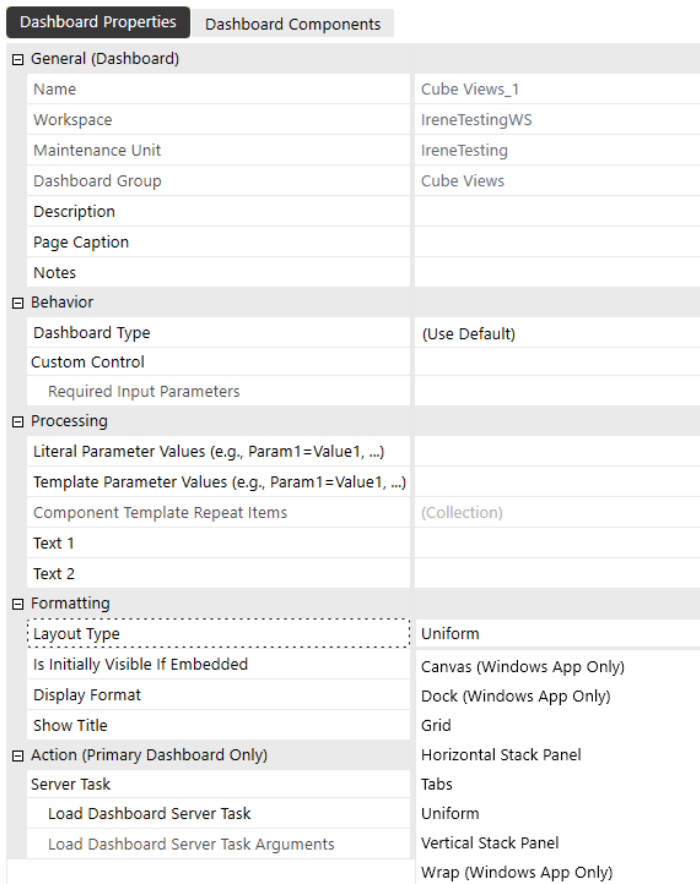 Dashboard Properties Dashboard Components
General (Dashboard)
Name Cube Views_1
Workspace IreneTestingWS
Maintenance Unit IreneTesting
Dashboard Group Cube Views
Description
Page Caption
Notes
Behavior
Dashboard Type (Use Default)
Custom Control
Required Input Parameters
Processing
Literal Parameter Values (e.g., Param1=Value1, ...)
Template Parameter Values (e.g., Param1=Value1, ...)
Component Template Repeat Items (Collection)
Text 1
Text 2
Formatting
Layout Type Uniform
Is Initially Visible If Embedded Canvas (Windows App Only)
Display Format Dock (Windows App Only)
Show Title Grid
Action (Primary Dashboard Only) Horizontal Stack Panel
Server Task Tabs
Load Dashboard Server Task Uniform
Load Dashboard Server Task Arguments Vertical Stack Panel
Wrap (Windows App Only)